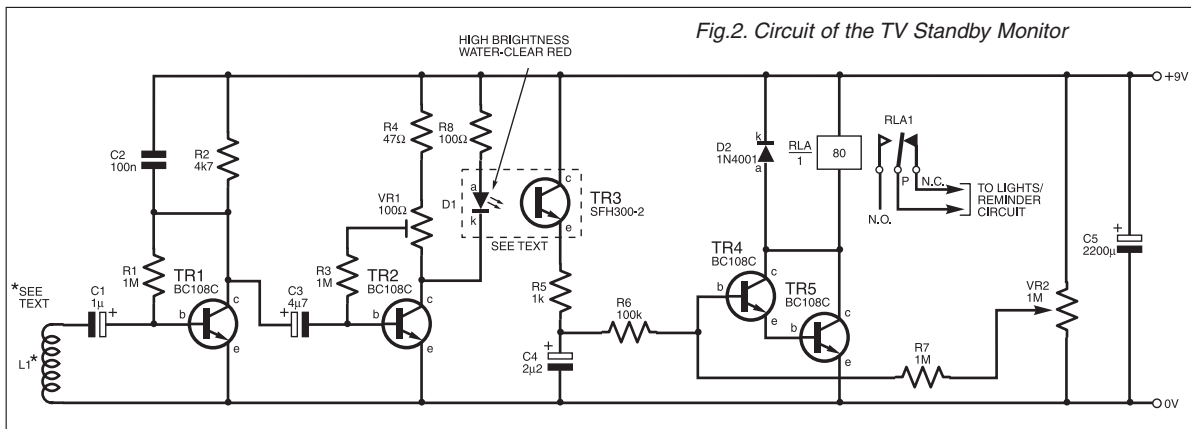 Fig.2. Circuit of the TV Standby Monitor
HIGH BRIGHTNESS
WATER-CLEAR RED
+9V
C2
100n
R2
4k7
R4
47Ω
R8
100Ω
D2
1N4001
k
a
RLA
1
80
RLA1
P
N.C.
N.O.
TO LIGHTS/
REMINDER
CIRCUIT
C5
2200μ
+
VR1
100Ω
D1
a
k
c
e
TR3
SFH300-2
SEE TEXT
*SEE
TEXT
C1
1μ
+
R1
1M
TR1
BC108C
b
c
e
L1*
C3
4μ7
+
R3
1M
TR2
BC108C
b
c
e
R5
1k
R6
100k
C4
2μ2
+
TR4
BC108C
b
c
e
TR5
BC108C
b
c
e
R7
1M
VR2
1M
0V